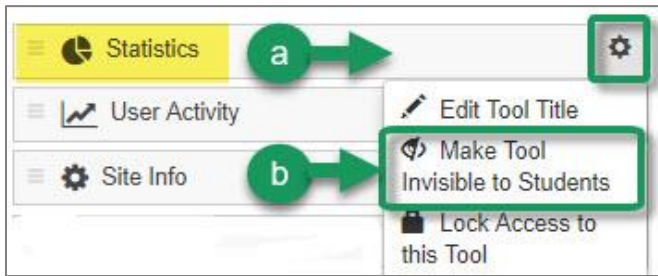 Statistics
a
User Activity
Edit Tool Title
Site Info
b
Make Tool
Invisible to Students
Lock Access to
this Tool